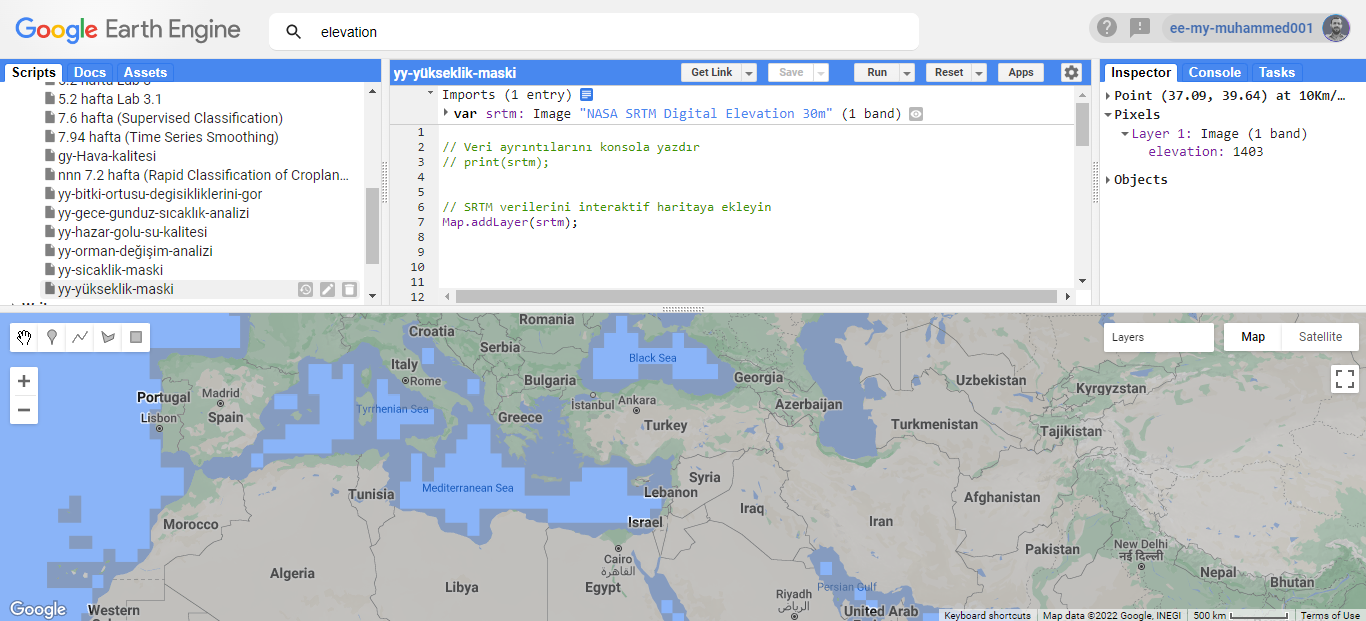 Google Earth Engine
elevation
ee-my-muhammed001
Scripts Docs Assets
5.2 hafta Lab 3.1
7.6 hafta (Supervised Classification)
7.94 hafta (Time Series Smoothing)
gy-Hava-kalitesi
nnn 7.2 hafta (Rapid Classification of Croplan...
yy-bitki-ortusu-degisikliklerini-gor
yy-gece-gunduz-sıcaklık-analizi
yy-hazar-golu-su-kalitesi
yy-orman-değişim-analizi
yy-sicaklik-maski
yy-yükseklik-maski
yy-yükseklik-maski
Get Link Save Run Reset Apps
Imports (1 entry)
var srtm: Image "NASA SRTM Digital Elevation 30m" (1 band)
1
2 // Veri ayrıntılarını konsola yazdır
3 // print(srtm);
4
5
6 // SRTM verilerini interaktif haritaya ekleyin
7 Map.addLayer(srtm);
8
9
10
11
12
Inspector Console Tasks
Point (37.09, 39.64) at 10Km/…
Pixels
Layer 1: Image (1 band)
elevation: 1403
Objects
Layers
Map Satellite
+
−
Romania
Croatia
Serbia
Italy
Rome
Black Sea
Bulgaria
Georgia
Uzbekistan
Kyrgyzstan
Portugal
Madrid
Lisbon
Spain
Tyrrhenian Sea
Greece
İstanbul
Ankara
Turkey
Azerbaijan
Turkmenistan
Tajikistan
Tunisia
Mediterranean Sea
Syria
Lebanon
Israel
Iraq
Iran
Afghanistan
Morocco
Algeria
Libya
Cairo
القاهرة
Egypt
Pakistan
New Delhi
नई दिल्ली
Nepal
Bhutan
Persian Gulf
Riyadh
الرياض
United Arab
Western
Google
Keyboard shortcuts Map data ©2022 Google, INEGI 500 km Terms of Use